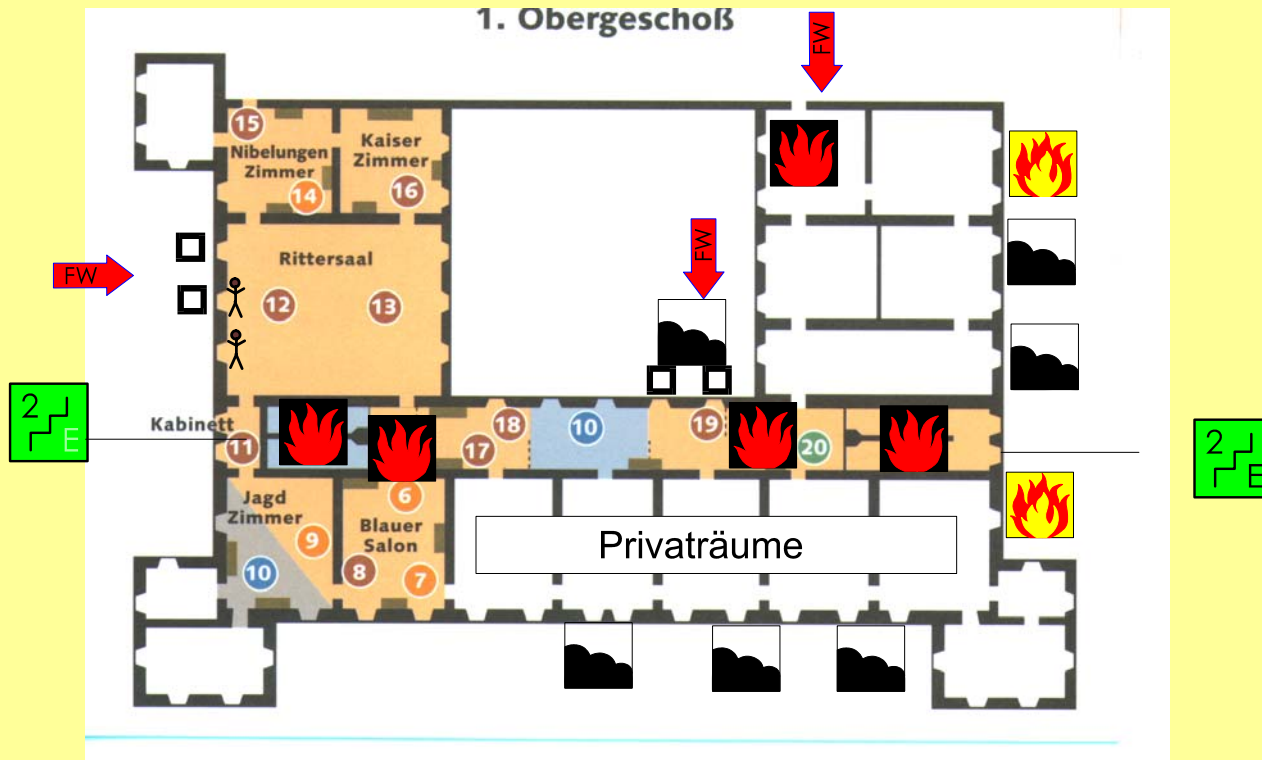 1. Obergeschoß
FW
15
Nibelungen
Zimmer
14
Kaiser
Zimmer
16
FW
FW
Rittersaal
12
13
2
E
Kabinett
11
18
17
10
19
20
2
E
Jagd
Zimmer
9
10
6
Blauer
Salon
8
7
Privaträume